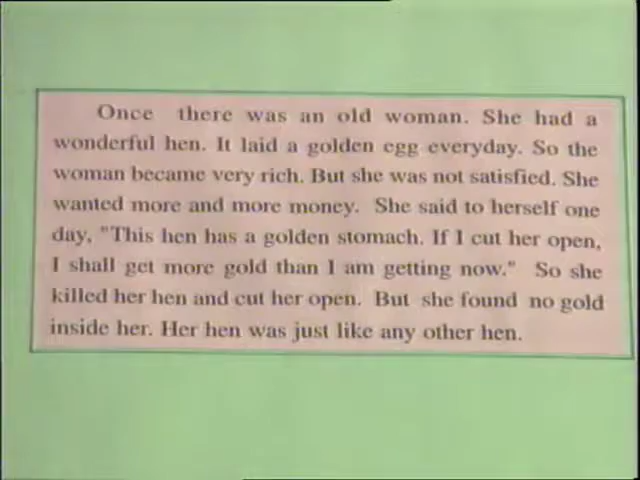 Once there was an old woman. She had a
wonderful hen. It laid a golden egg everyday. So the
woman became very rich. But she was not satisfied. She
wanted more and more money. She said to herself one
day, "This hen has a golden stomach. If I cut her open,
I shall get more gold than I am getting now." So she
killed her hen and cut her open. But she found no gold
inside her. Her hen was just like any other hen.